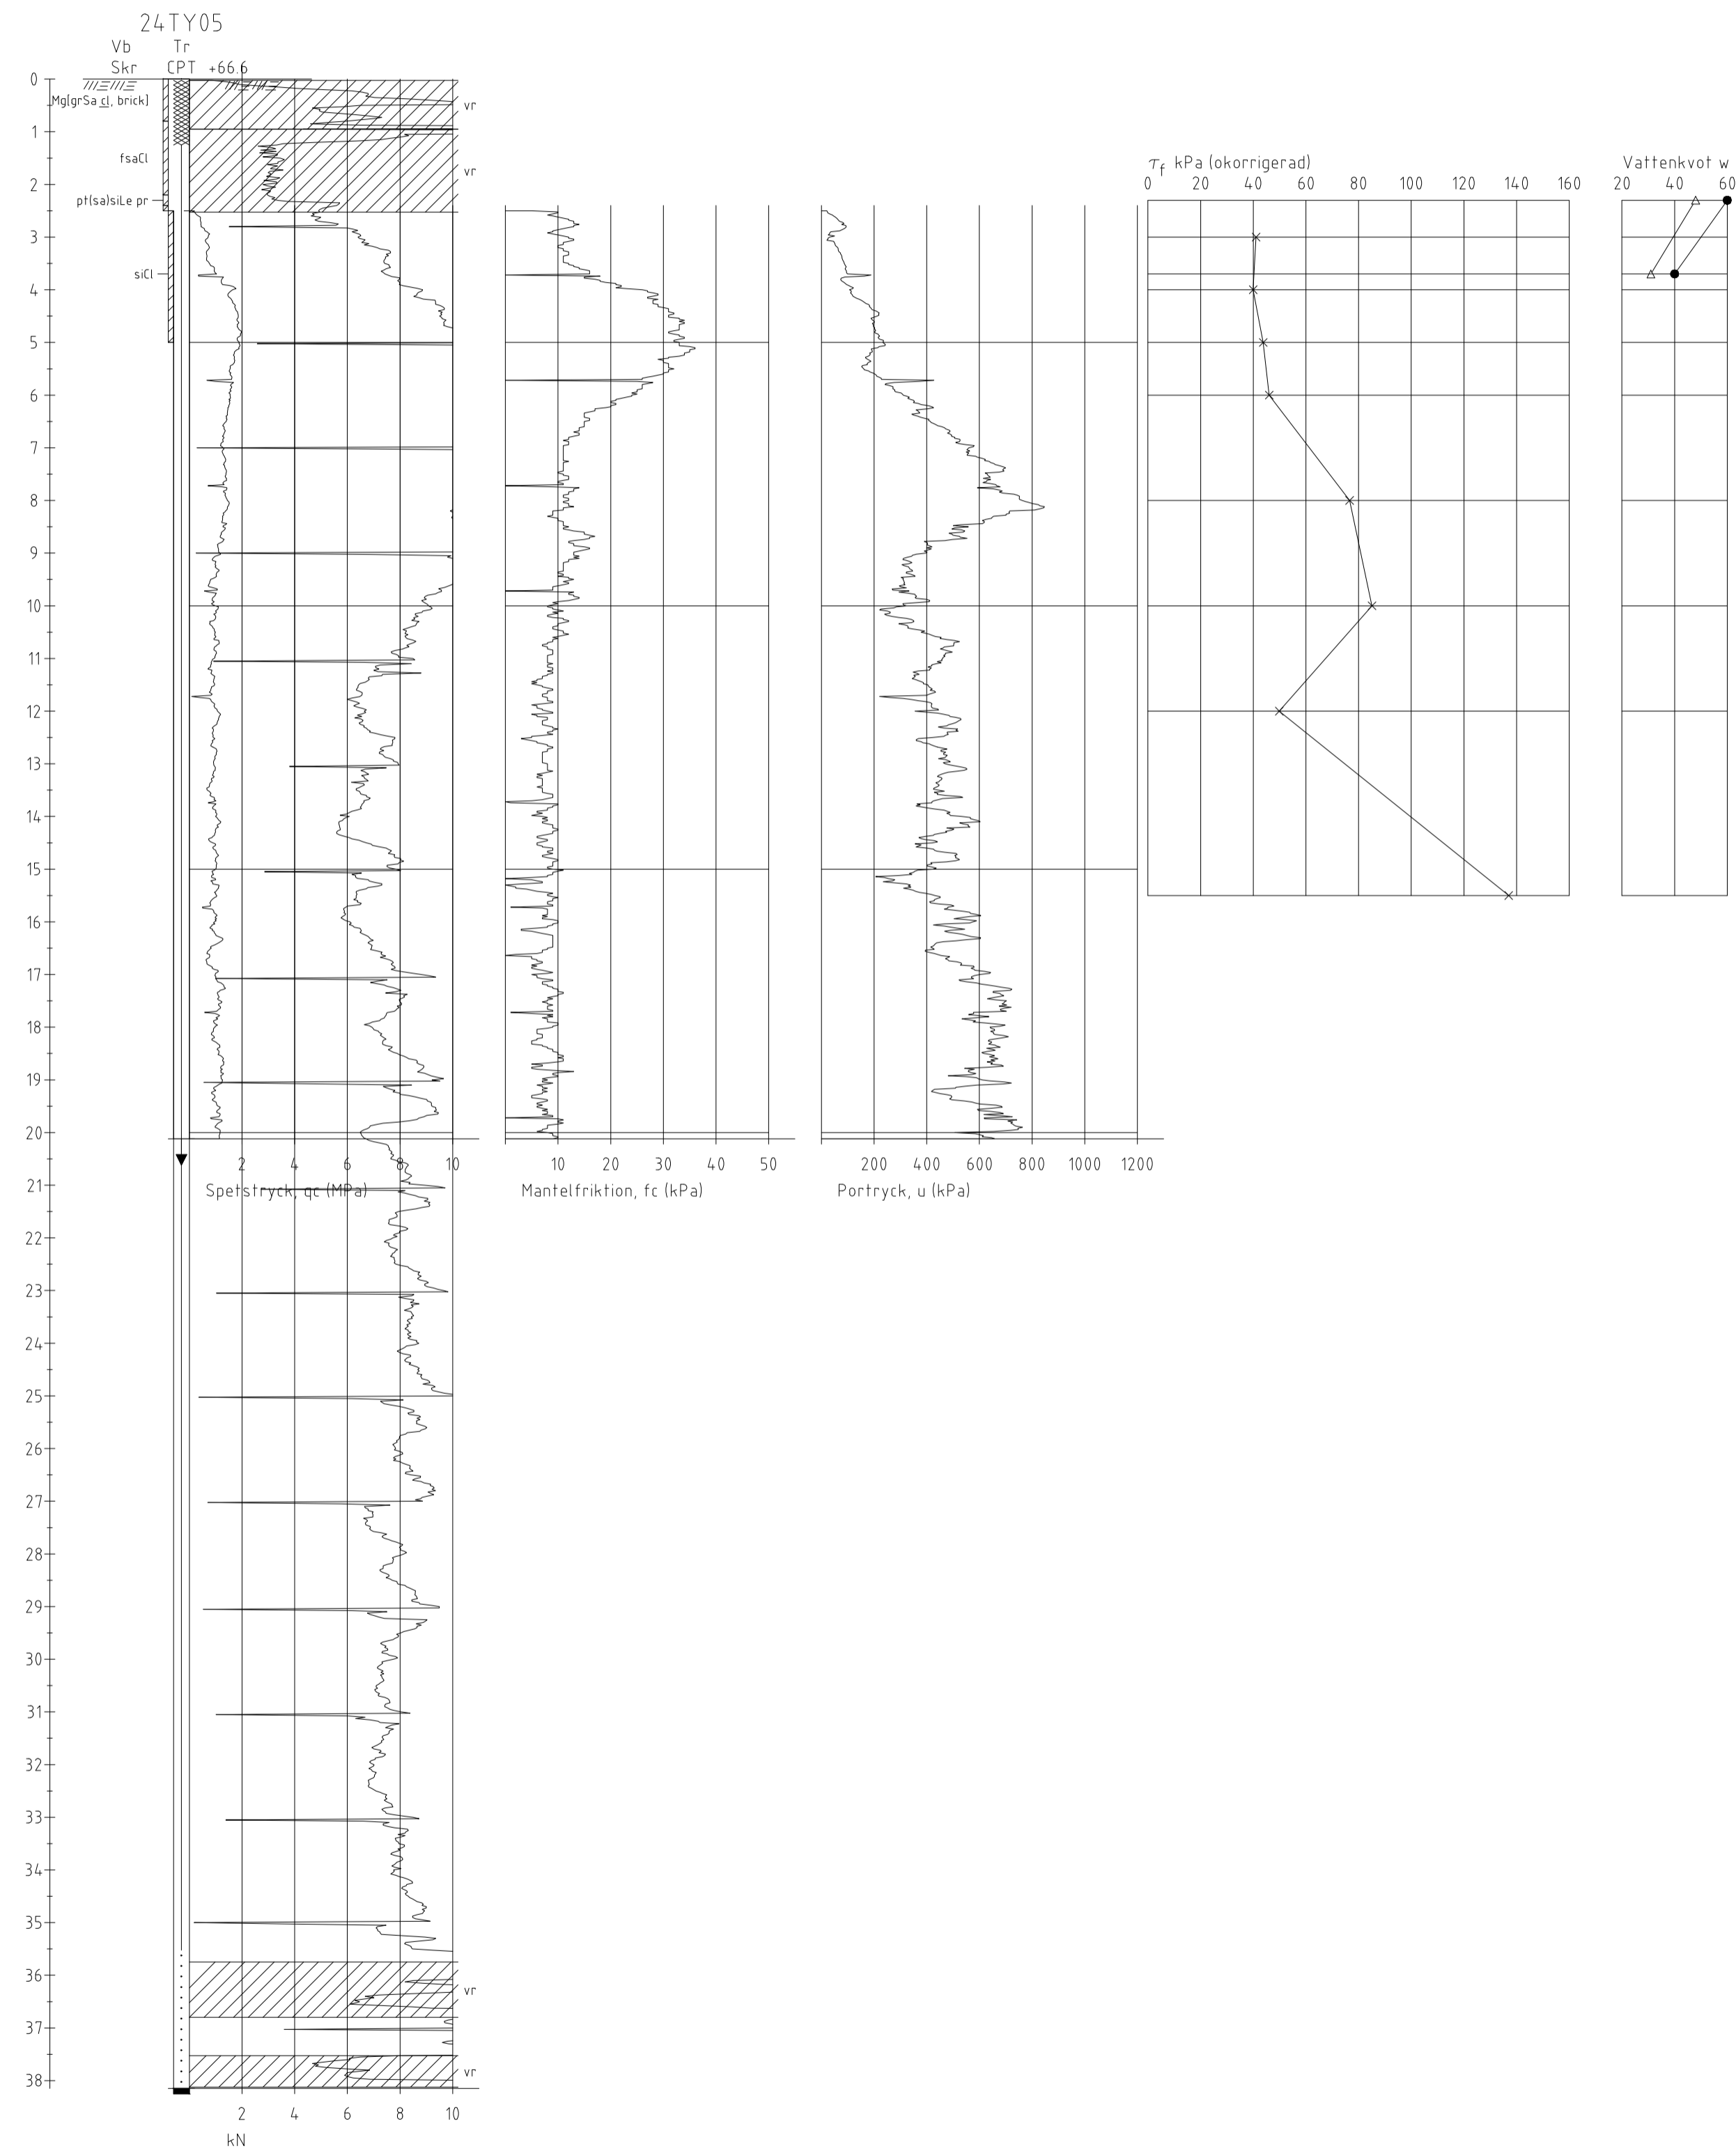 24TY05
Vb Tr
Skr CPT +66.6
0
Mg[grSa cl, brick]
vr
1
fsaCl
vr
τf kPa (okorrigerad) Vattenkvot w
2 0 20 40 60 80 100 120 140 160 20 40 60
pt(sa)siLe pr
3
siCl
4
5
6
7
8
9
10
11
12
13
14
15
16
17
18
19
20
2 4 6 8 10 10 20 30 40 50 200 400 600 800 1000 1200
21
Spetstryck, qc (MPa) Mantelfriktion, fc (kPa) Portryck, u (kPa)
22
23
24
25
26
27
28
29
30
31
32
33
34
35
36
vr
37
vr
38
2 4 6 8 10
kN